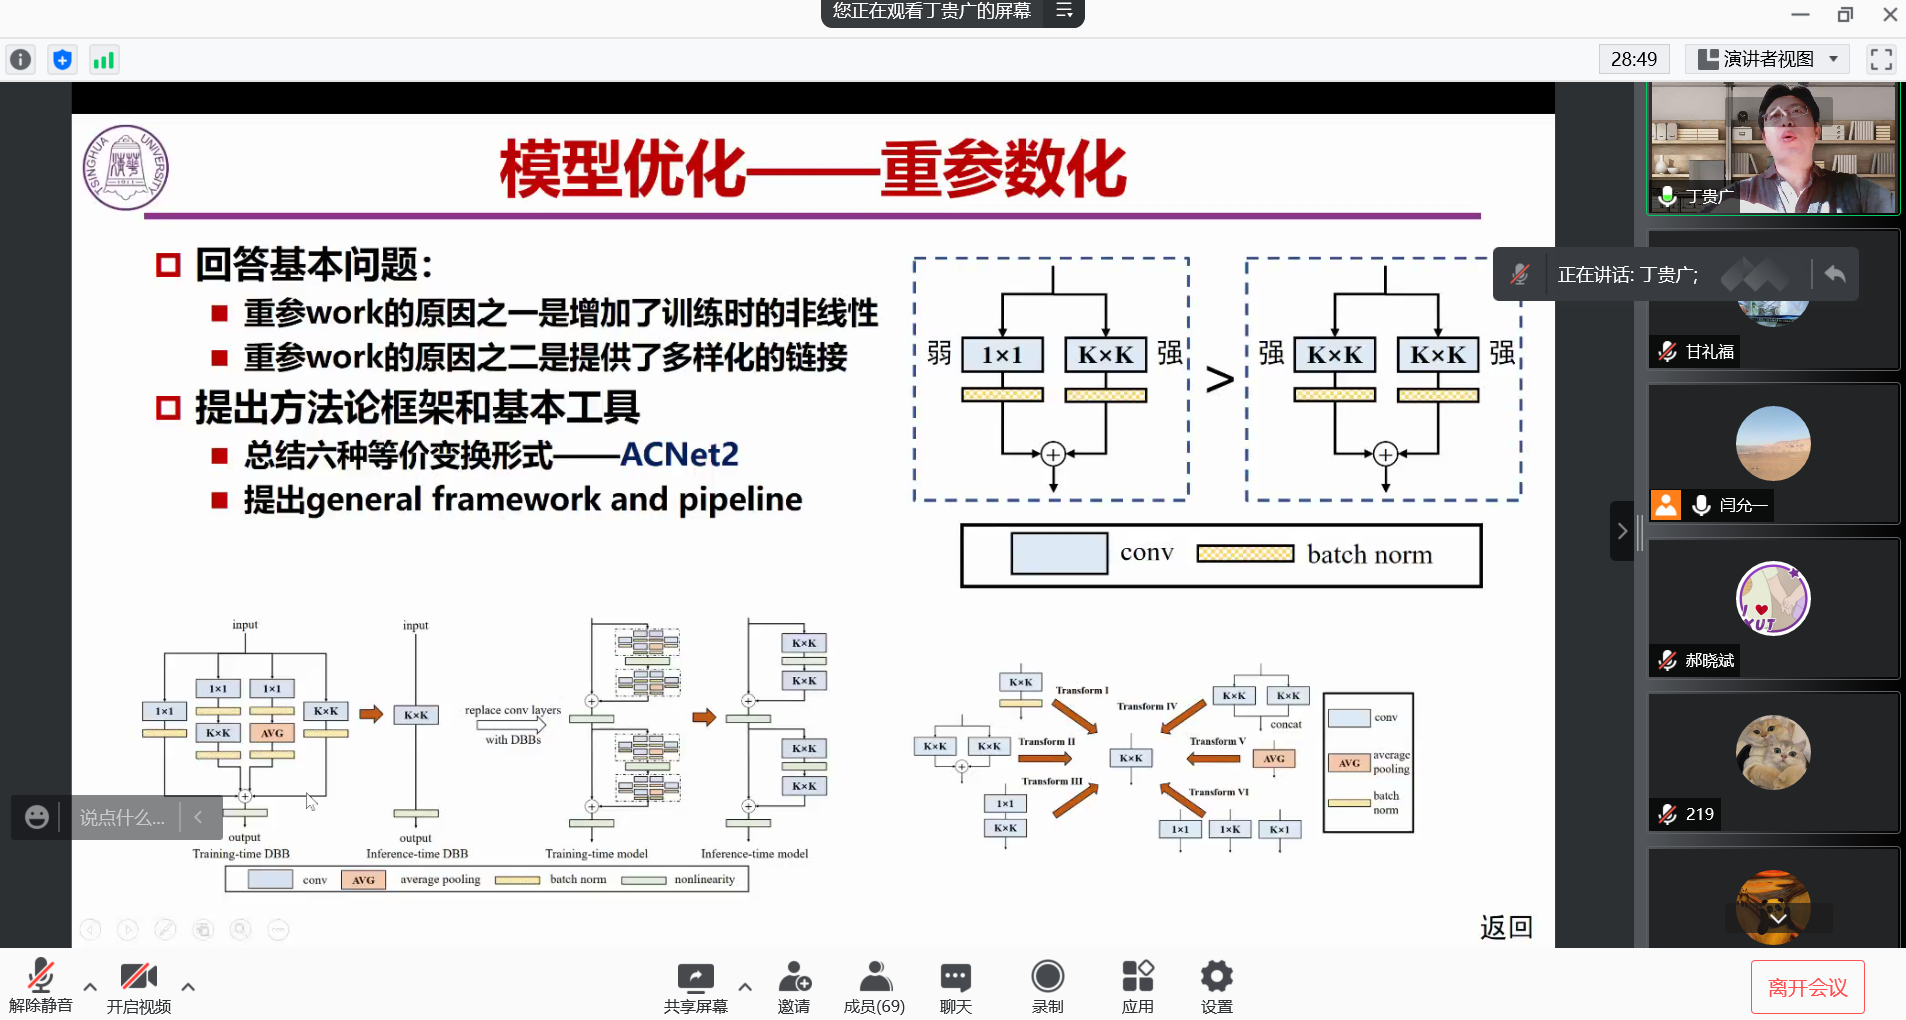 您正在观看丁贵广的屏幕
28:49
演讲者视图
TSINGHUA UNIVERSITY
1911
模型优化——重参数化
回答基本问题：
重参work的原因之一是增加了训练时的非线性
重参work的原因之二是提供了多样化的链接
提出方法论框架和基本工具
总结六种等价变换形式——ACNet2
提出general framework and pipeline
弱 1×1 K×K 强 > 强 K×K K×K 强
conv batch norm
input
1×1 1×1
1×1 K×K
K×K AVG
output
Training-time DBB
input
K×K
output
Inference-time DBB
replace conv layers
with DBBs
Training-time model
K×K
K×K
K×K
K×K
Inference-time model
conv AVG average pooling batch norm nonlinearity
K×K
Transform I
K×K K×K
Transform II
1×1
K×K
Transform III
K×K
Transform IV
K×K K×K
concat
Transform V
AVG
Transform VI
1×1 1×K K×1
conv
AVG average pooling
batch norm
返回
丁贵广
正在讲话: 丁贵广;
甘礼福
闫允一
I
XUT
郝晓斌
219
说点什么...
解除静音
开启视频
共享屏幕
邀请
成员(69)
聊天
录制
应用
设置
离开会议